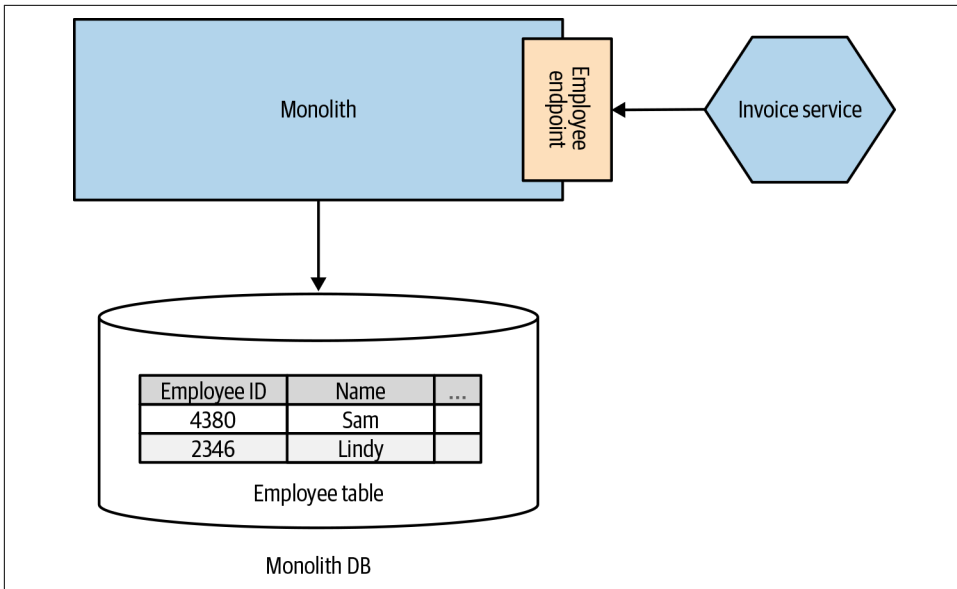 Monolith
Employee
endpoint
Invoice service
Employee ID Name ...
4380 Sam
2346 Lindy
Employee table
Monolith DB